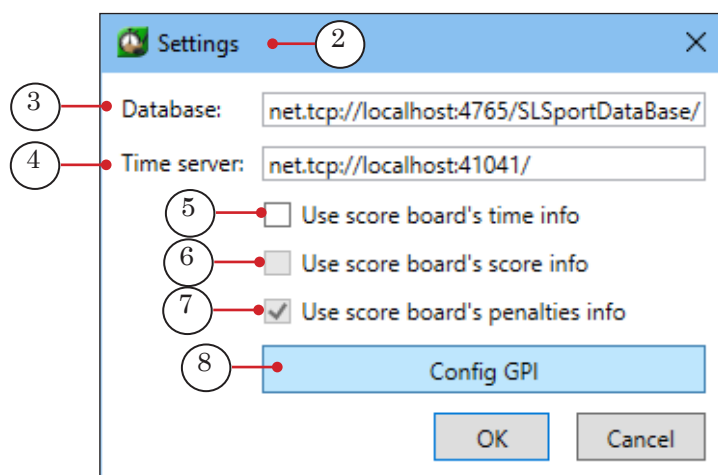 Settings 2
3 Database: net.tcp://localhost:4765/SLSportDataBase/
4 Time server: net.tcp://localhost:41041/
5 Use score board's time info
6 Use score board's score info
7 Use score board's penalties info
8 Config GPI
OK Cancel